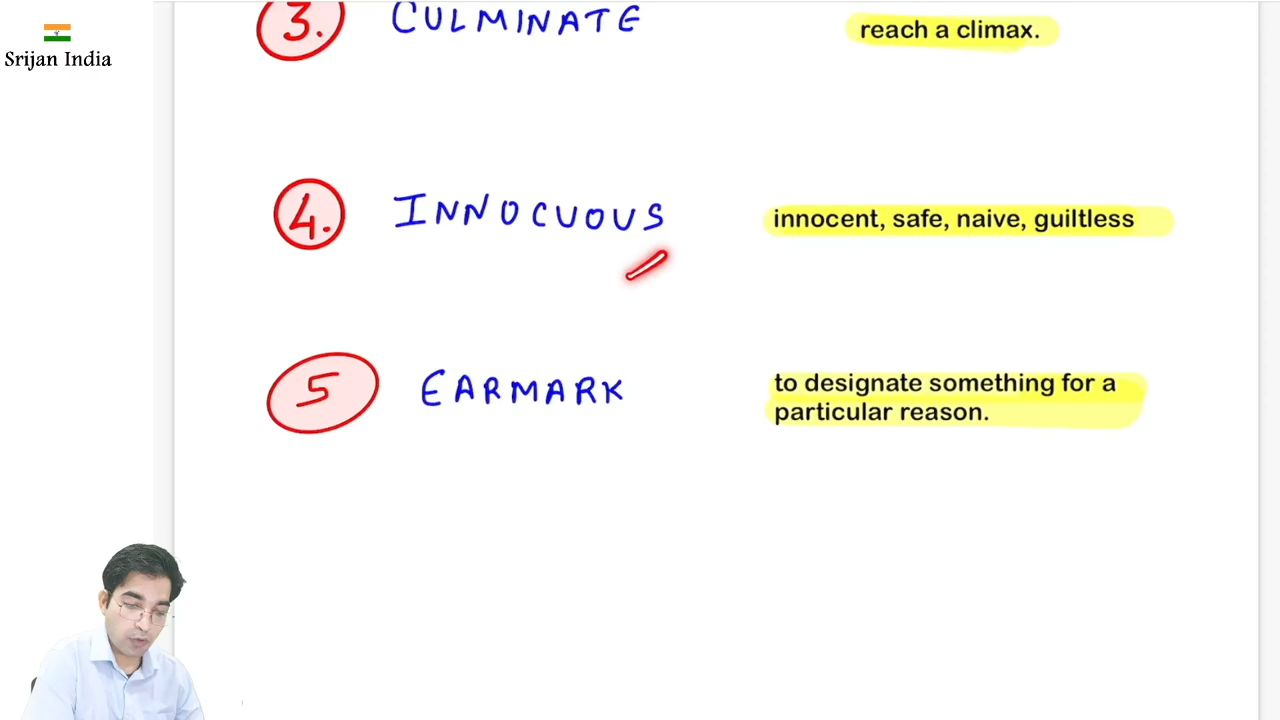 Srijan India
3. CULMINATE reach a climax.
4. INNOCUOUS innocent, safe, naive, guiltless
5 EARMARK to designate something for a
particular reason.